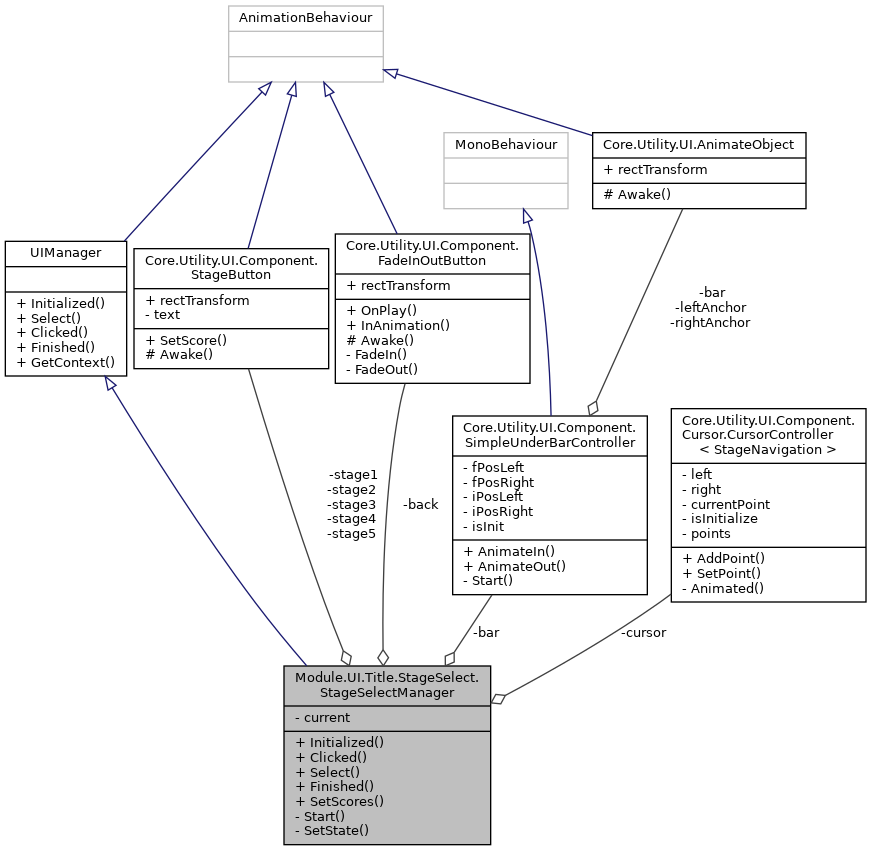 AnimationBehaviour
MonoBehaviour
Core.Utility.UI.AnimateObject
+ rectTransform
# Awake()
UIManager
+ Initialized()
+ Select()
+ Clicked()
+ Finished()
+ GetContext()
Core.Utility.UI.Component.
StageButton
+ rectTransform
- text
+ SetScore()
# Awake()
Core.Utility.UI.Component.
FadeInOutButton
+ rectTransform
+ OnPlay()
+ InAnimation()
# Awake()
- FadeIn()
- FadeOut()
-bar
-leftAnchor
-rightAnchor
Core.Utility.UI.Component.
SimpleUnderBarController
- fPosLeft
- fPosRight
- iPosLeft
- iPosRight
- isInit
+ AnimateIn()
+ AnimateOut()
- Start()
Core.Utility.UI.Component.
Cursor.CursorController
< StageNavigation >
- left
- right
- currentPoint
- isInitialize
- points
+ AddPoint()
+ SetPoint()
- Animated()
-stage1
-stage2
-stage3
-stage4
-stage5
-back
-bar
-cursor
Module.UI.Title.StageSelect.
StageSelectManager
- current
+ Initialized()
+ Clicked()
+ Select()
+ Finished()
+ SetScores()
- Start()
- SetState()